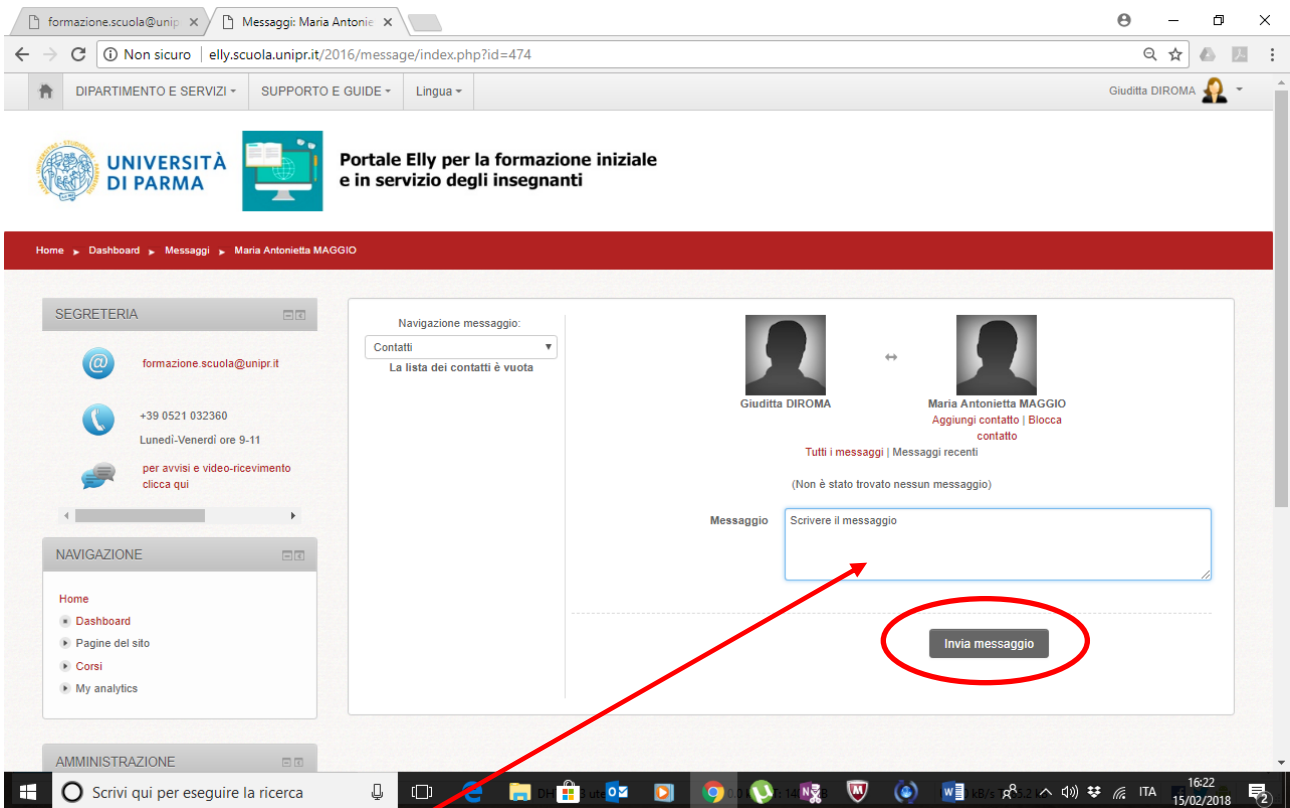 formazione.scuola@unip
Messaggi: Maria Antonie
Non sicuro | elly.scuola.unipr.it/2016/message/index.php?id=474
DIPARTIMENTO E SERVIZI
SUPPORTO E GUIDE
Lingua
Giuditta DIROMA
UNIVERSITÀ
DI PARMA
Portale Elly per la formazione iniziale
e in servizio degli insegnanti
Home ► Dashboard ► Messaggi ► Maria Antonietta MAGGIO
SEGRETERIA
formazione.scuola@unipr.it
+39 0521 032360
Lunedì-Venerdì ore 9-11
per avvisi e video-ricevimento
clicca qui
NAVIGAZIONE
Home
Dashboard
Pagine del sito
Corsi
My analytics
AMMINISTRAZIONE
Navigazione messaggio:
Contatti
La lista dei contatti è vuota
Giuditta DIROMA
Maria Antonietta MAGGIO
Aggiungi contatto | Blocca
contatto
Tutti i messaggi | Messaggi recenti
(Non è stato trovato nessun messaggio)
Messaggio
Scrivere il messaggio
Invia messaggio
Scrivi qui per eseguire la ricerca
ITA
16:22
15/02/2018
2